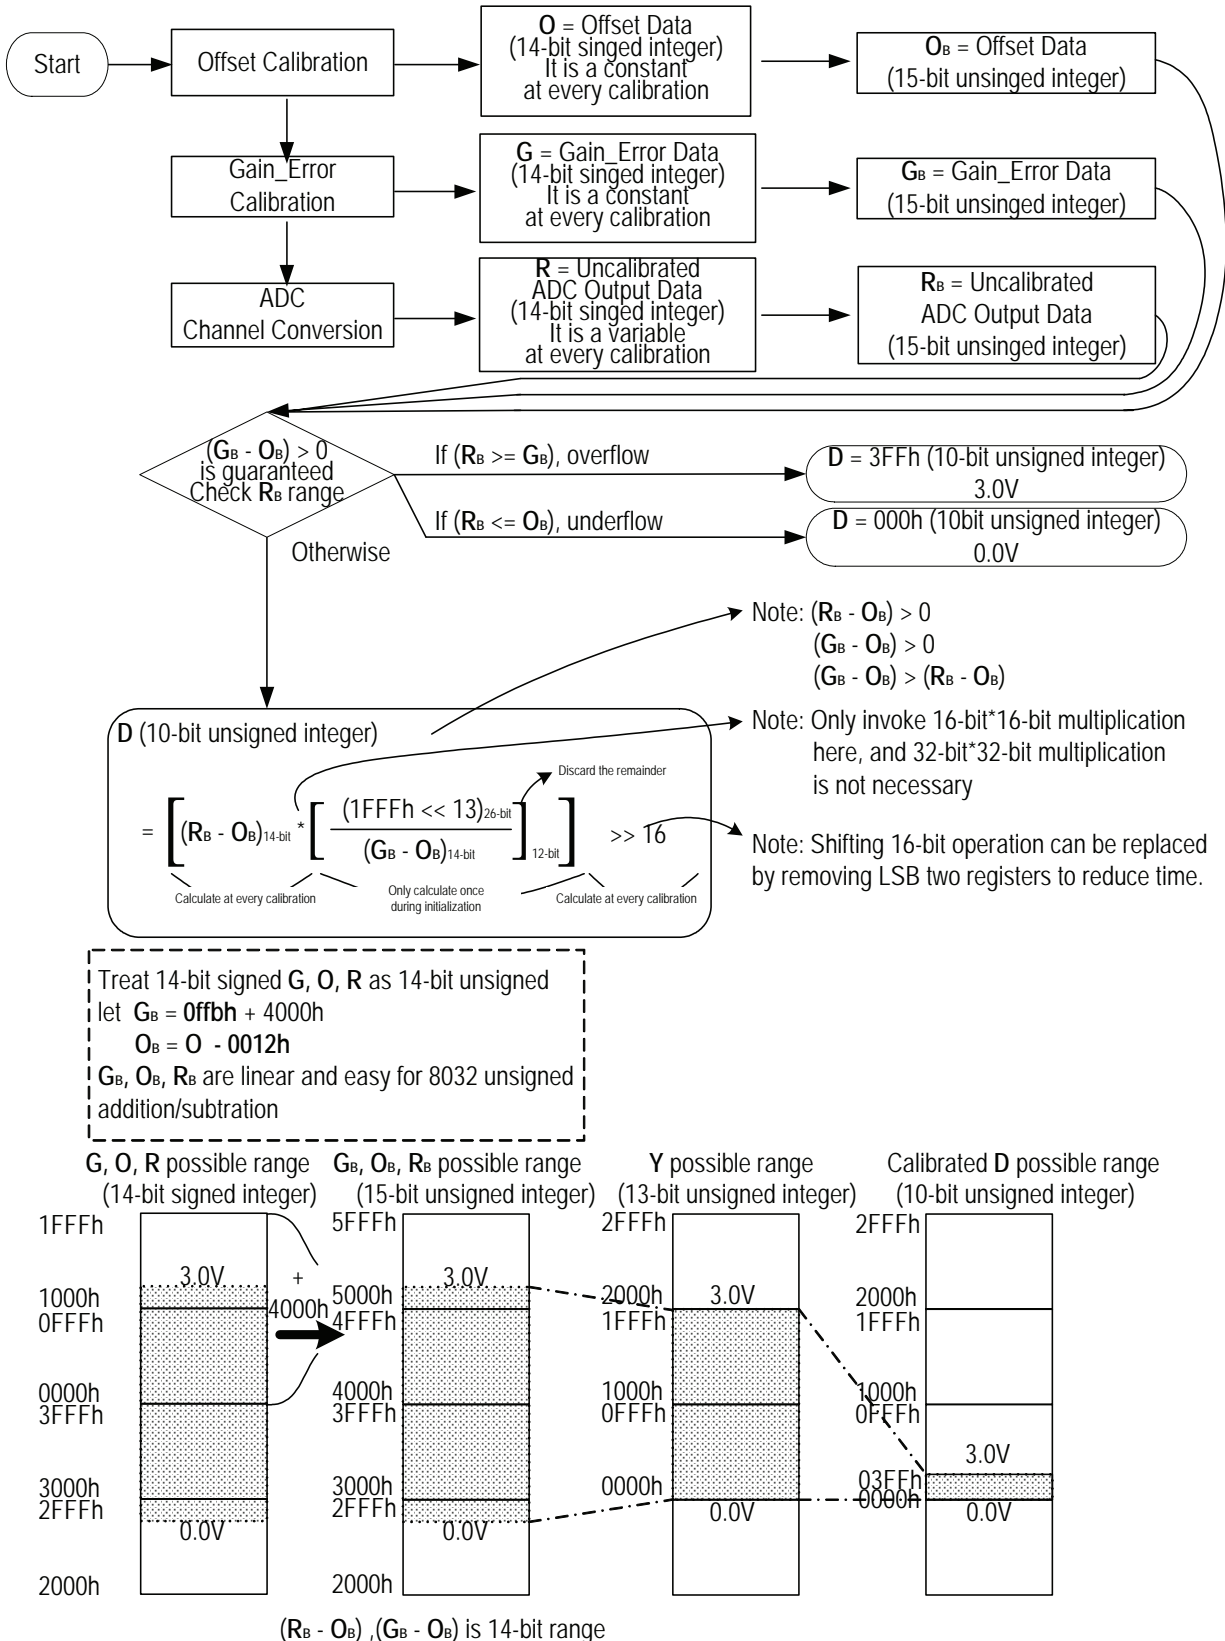 Start
Offset Calibration
O = Offset Data
(14-bit singed integer)
It is a constant
at every calibration
OB = Offset Data
(15-bit unsinged integer)
Gain_Error
Calibration
G = Gain_Error Data
(14-bit singed integer)
It is a constant
at every calibration
GB = Gain_Error Data
(15-bit unsinged integer)
ADC
Channel Conversion
R = Uncalibrated
ADC Output Data
(14-bit singed integer)
It is a variable
at every calibration
RB = Uncalibrated
ADC Output Data
(15-bit unsinged integer)
(GB - OB) > 0
is guaranteed
Check RB range
If (RB >= GB), overflow
D = 3FFh (10-bit unsigned integer)
3.0V
If (RB <= OB), underflow
D = 000h (10bit unsigned integer)
0.0V
Otherwise
Note: (RB - OB) > 0
(GB - OB) > 0
(GB - OB) > (RB - OB)
Note: Only invoke 16-bit*16-bit multiplication
here, and 32-bit*32-bit multiplication
is not necessary
Note: Shifting 16-bit operation can be replaced
by removing LSB two registers to reduce time.
D (10-bit unsigned integer)
Discard the remainder
= [(RB - OB)14-bit * [ (1FFFh << 13)26-bit
(GB - OB)14-bit ]12-bit ] >> 16
Calculate at every calibration
Only calculate once
during initialization
Calculate at every calibration
Treat 14-bit signed G, O, R as 14-bit unsigned
let GB = 0ffbh + 4000h
OB = O - 0012h
GB, OB, RB are linear and easy for 8032 unsigned
addition/subtration
G, O, R possible range
(14-bit signed integer)
1FFFh
3.0V
1000h
0FFFh
0000h
3FFFh
3000h
2FFFh
0.0V
2000h
+
4000h
GB, OB, RB possible range
(15-bit unsigned integer)
5FFFh
3.0V
5000h
4FFFh
4000h
3FFFh
3000h
2FFFh
0.0V
2000h
Y possible range
(13-bit unsigned integer)
2FFFh
2000h
3.0V
1FFFh
1000h
0FFFh
0000h
0.0V
Calibrated D possible range
(10-bit unsigned integer)
2FFFh
2000h
1FFFh
1000h
0FFFh
3.0V
03FFh
0000h
0.0V
(RB - OB) ,(GB - OB) is 14-bit range